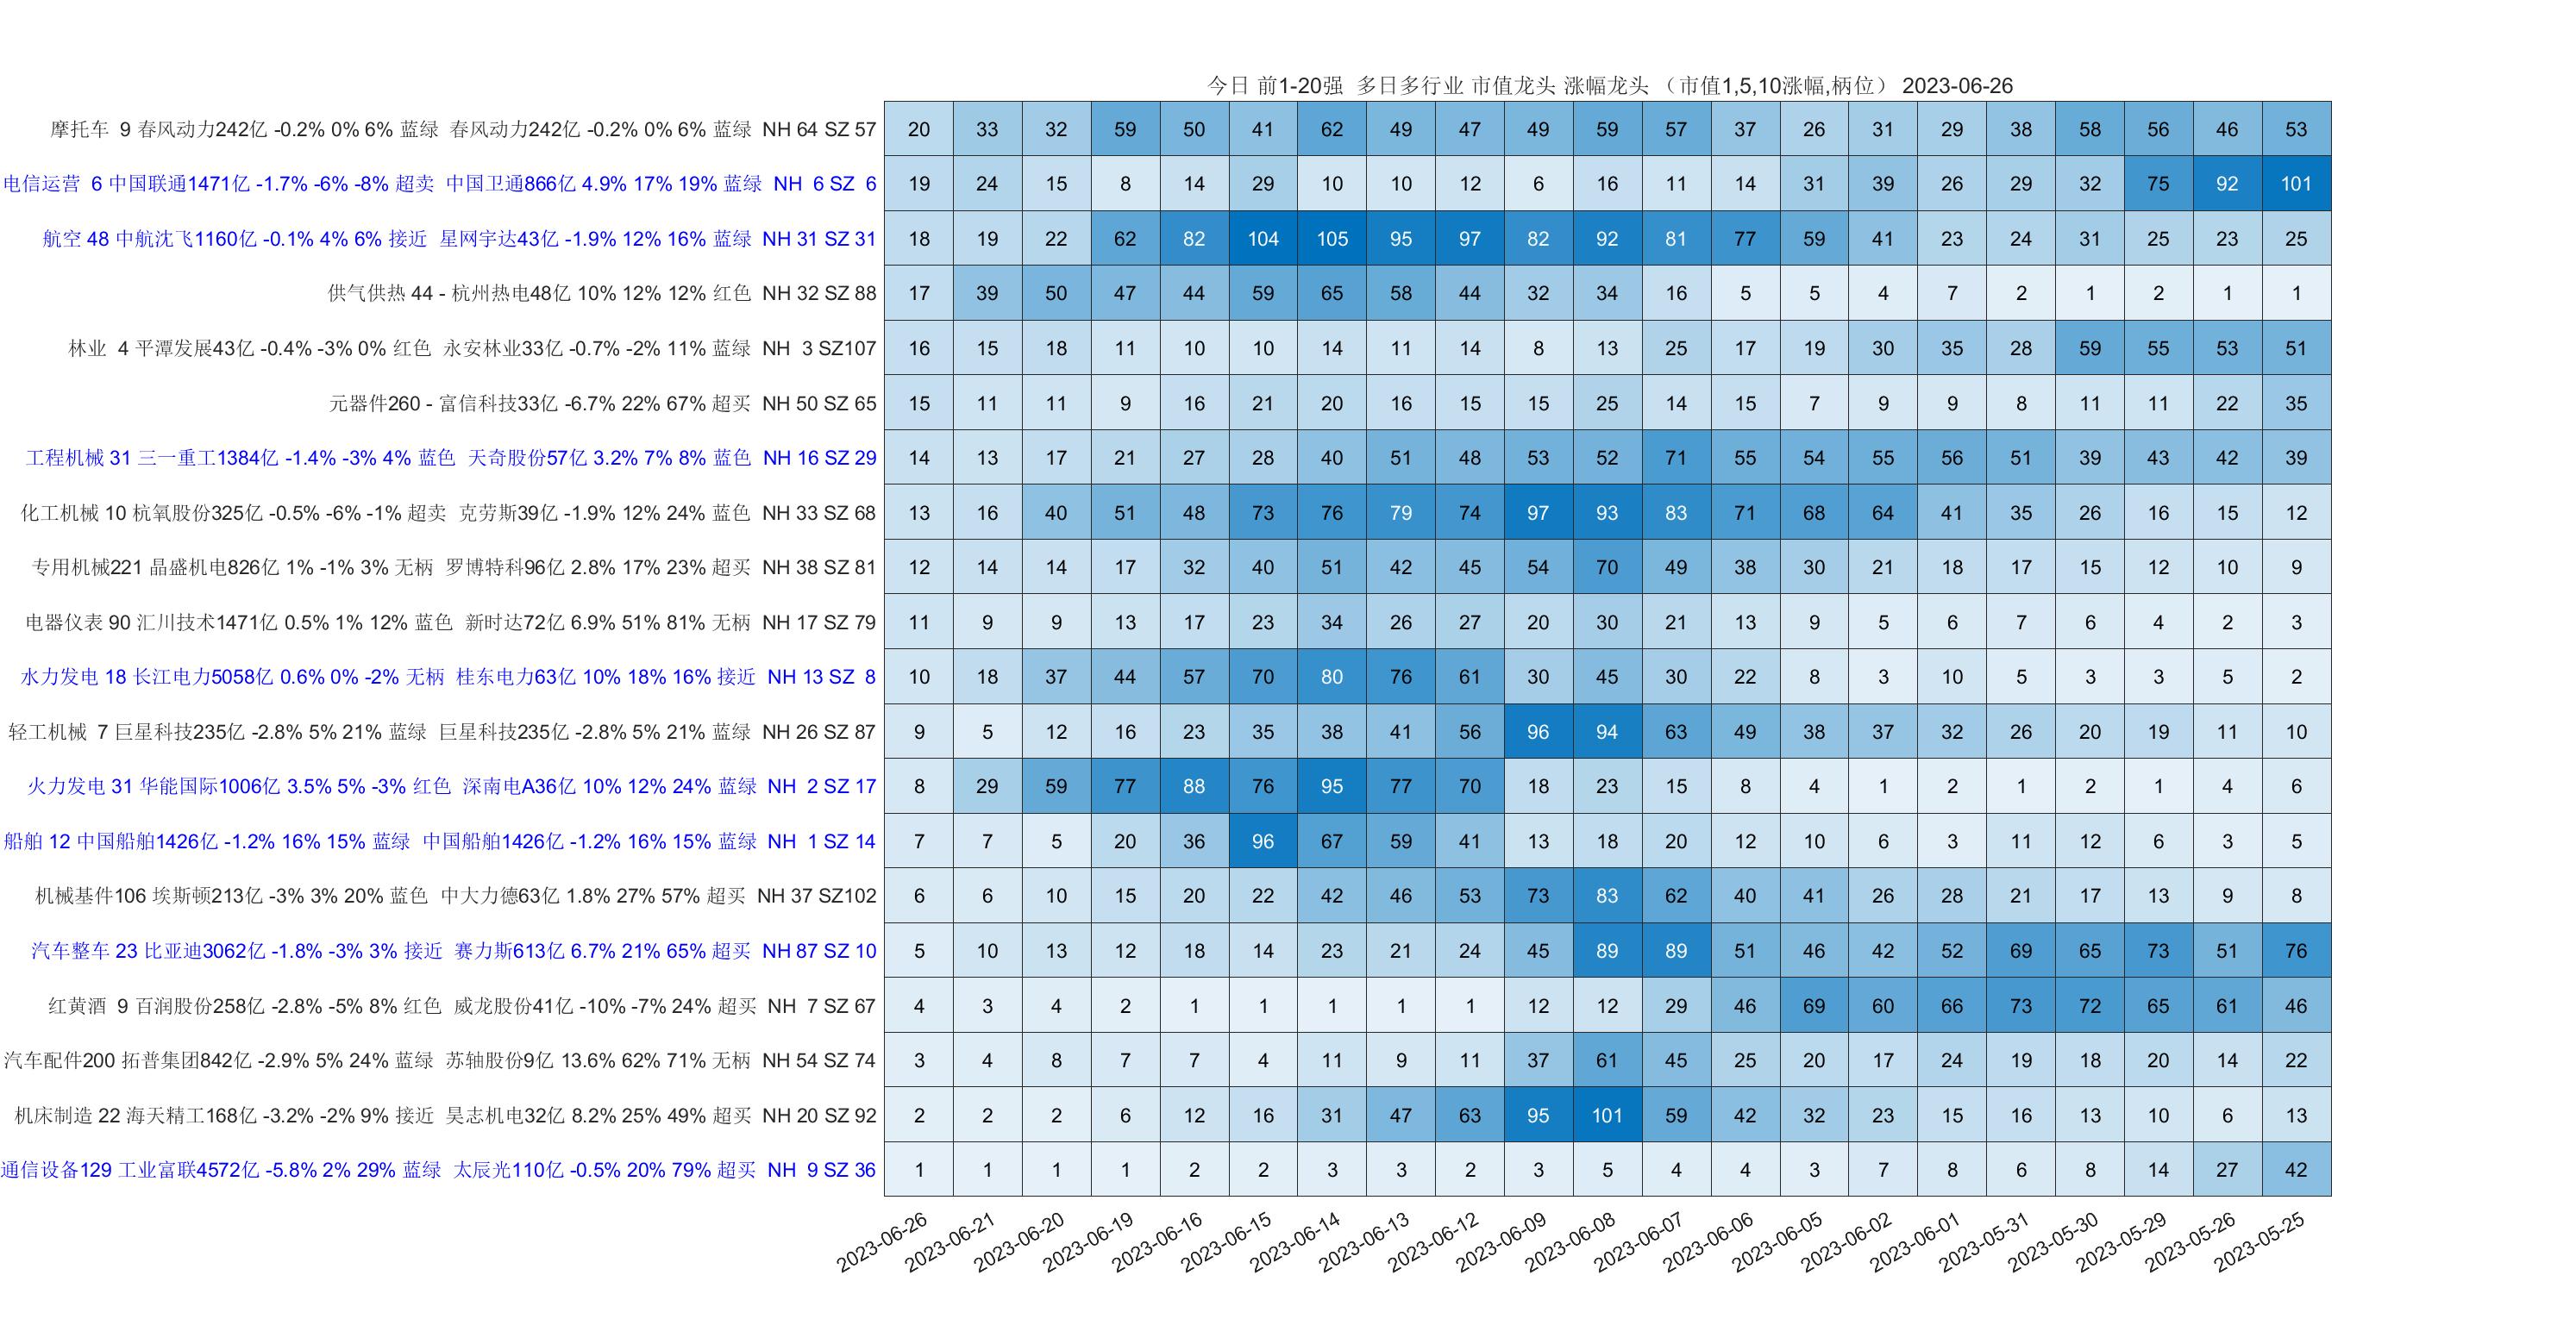 今日 前1-20强 多日多行业 市值龙头 涨幅龙头 （市值1,5,10涨幅,柄位） 2023-06-26
摩托车 9 春风动力242亿 -0.2% 0% 6% 蓝绿 春风动力242亿 -0.2% 0% 6% 蓝绿 NH 64 SZ 57 20 33 32 59 50 41 62 49 47 49 59 57 37 26 31 29 38 58 56 46 53
电信运营 6 中国联通1471亿 -1.7% -6% -8% 超卖 中国卫通866亿 4.9% 17% 19% 蓝绿 NH 6 SZ 6 19 24 15 8 14 29 10 10 12 6 16 11 14 31 39 26 29 32 75 92 101
航空 48 中航沈飞1160亿 -0.1% 4% 6% 接近 星网宇达43亿 -1.9% 12% 16% 蓝绿 NH 31 SZ 31 18 19 22 62 82 104 105 95 97 82 92 81 77 59 41 23 24 31 25 23 25
供气供热 44 - 杭州热电48亿 10% 12% 12% 红色 NH 32 SZ 88 17 39 50 47 44 59 65 58 44 32 34 16 5 5 4 7 2 1 2 1 1
林业 4 平潭发展43亿 -0.4% -3% 0% 红色 永安林业33亿 -0.7% -2% 11% 蓝绿 NH 3 SZ107 16 15 18 11 10 10 14 11 14 8 13 25 17 19 30 35 28 59 55 53 51
元器件260 - 富信科技33亿 -6.7% 22% 67% 超买 NH 50 SZ 65 15 11 11 9 16 21 20 16 15 15 25 14 15 7 9 9 8 11 11 22 35
工程机械 31 三一重工1384亿 -1.4% -3% 4% 蓝色 天奇股份57亿 3.2% 7% 8% 蓝色 NH 16 SZ 29 14 13 17 21 27 28 40 51 48 53 52 71 55 54 55 56 51 39 43 42 39
化工机械 10 杭氧股份325亿 -0.5% -6% -1% 超卖 克劳斯39亿 -1.9% 12% 24% 蓝色 NH 33 SZ 68 13 16 40 51 48 73 76 79 74 97 93 83 71 68 64 41 35 26 16 15 12
专用机械221 晶盛机电826亿 1% -1% 3% 无柄 罗博特科96亿 2.8% 17% 23% 超买 NH 38 SZ 81 12 14 14 17 32 40 51 42 45 54 70 49 38 30 21 18 17 15 12 10 9
电器仪表 90 汇川技术1471亿 0.5% 1% 12% 蓝色 新时达72亿 6.9% 51% 81% 无柄 NH 17 SZ 79 11 9 9 13 17 23 34 26 27 20 30 21 13 9 5 6 7 6 4 2 3
水力发电 18 长江电力5058亿 0.6% 0% -2% 无柄 桂东电力63亿 10% 18% 16% 接近 NH 13 SZ 8 10 18 37 44 57 70 80 76 61 30 45 30 22 8 3 10 5 3 3 5 2
轻工机械 7 巨星科技235亿 -2.8% 5% 21% 蓝绿 巨星科技235亿 -2.8% 5% 21% 蓝绿 NH 26 SZ 87 9 5 12 16 23 35 38 41 56 96 94 63 49 38 37 32 26 20 19 11 10
火力发电 31 华能国际1006亿 3.5% 5% -3% 红色 深南电A36亿 10% 12% 24% 蓝绿 NH 2 SZ 17 8 29 59 77 88 76 95 77 70 18 23 15 8 4 1 2 1 2 1 4 6
船舶 12 中国船舶1426亿 -1.2% 16% 15% 蓝绿 中国船舶1426亿 -1.2% 16% 15% 蓝绿 NH 1 SZ 14 7 7 5 20 36 96 67 59 41 13 18 20 12 10 6 3 11 12 6 3 5
机械基件106 埃斯顿213亿 -3% 3% 20% 蓝色 中大力德63亿 1.8% 27% 57% 超买 NH 37 SZ102 6 6 10 15 20 22 42 46 53 73 83 62 40 41 26 28 21 17 13 9 8
汽车整车 23 比亚迪3062亿 -1.8% -3% 3% 接近 赛力斯613亿 6.7% 21% 65% 超买 NH 87 SZ 10 5 10 13 12 18 14 23 21 24 45 89 89 51 46 42 52 69 65 73 51 76
红黄酒 9 百润股份258亿 -2.8% -5% 8% 红色 威龙股份41亿 -10% -7% 24% 超买 NH 7 SZ 67 4 3 4 2 1 1 1 1 1 12 12 29 46 69 60 66 73 72 65 61 46
汽车配件200 拓普集团842亿 -2.9% 5% 24% 蓝绿 苏轴股份9亿 13.6% 62% 71% 无柄 NH 54 SZ 74 3 4 8 7 7 4 11 9 11 37 61 45 25 20 17 24 19 18 20 14 22
机床制造 22 海天精工168亿 -3.2% -2% 9% 接近 昊志机电32亿 8.2% 25% 49% 超买 NH 20 SZ 92 2 2 2 6 12 16 31 47 63 95 101 59 42 32 23 15 16 13 10 6 13
通信设备129 工业富联4572亿 -5.8% 2% 29% 蓝绿 太辰光110亿 -0.5% 20% 79% 超买 NH 9 SZ 36 1 1 1 1 2 2 3 3 2 3 5 4 4 3 7 8 6 8 14 27 42
2023-06-26 2023-06-21 2023-06-20 2023-06-19 2023-06-16 2023-06-15 2023-06-14 2023-06-13 2023-06-12 2023-06-09 2023-06-08 2023-06-07 2023-06-06 2023-06-05 2023-06-02 2023-06-01 2023-05-31 2023-05-30 2023-05-29 2023-05-26 2023-05-25